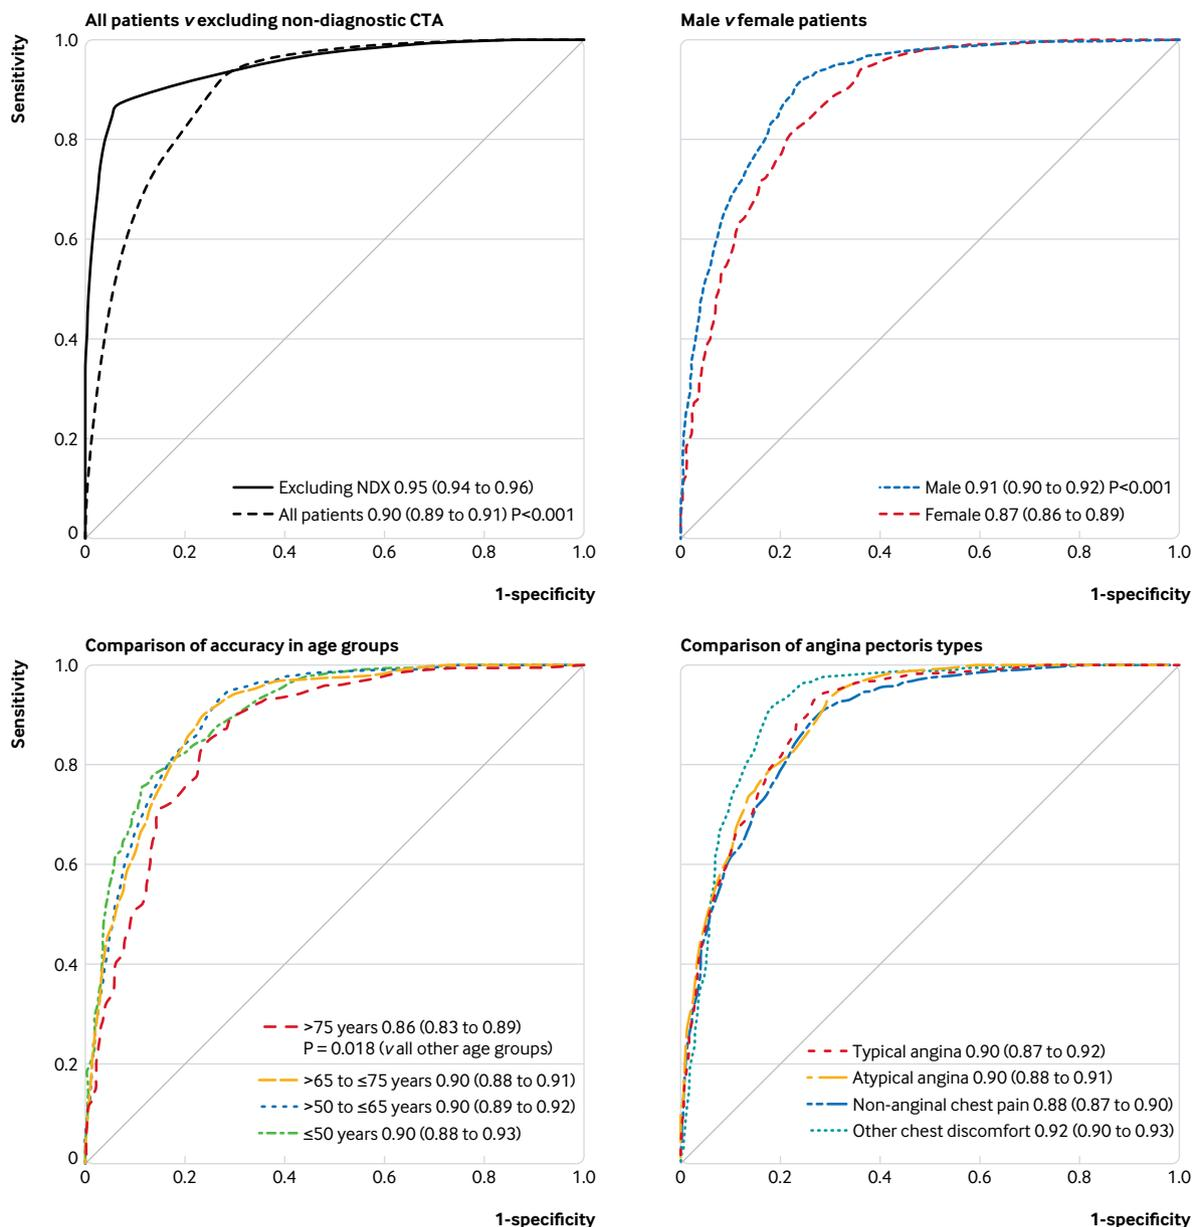 All patients v excluding non-diagnostic CTA
Sensitivity
1.0
0.8
0.6
0.4
0.2
0
Excluding NDX 0.95 (0.94 to 0.96)
All patients 0.90 (0.89 to 0.91) P<0.001
0 0.2 0.4 0.6 0.8 1.0
1-specificity
Male v female patients
Male 0.91 (0.90 to 0.92) P<0.001
Female 0.87 (0.86 to 0.89)
0 0.2 0.4 0.6 0.8 1.0
1-specificity
Comparison of accuracy in age groups
Sensitivity
1.0
0.8
0.6
0.4
0.2
0
>75 years 0.86 (0.83 to 0.89)
P = 0.018 (v all other age groups)
>65 to ≤75 years 0.90 (0.88 to 0.91)
>50 to ≤65 years 0.90 (0.89 to 0.92)
≤50 years 0.90 (0.88 to 0.93)
0 0.2 0.4 0.6 0.8 1.0
1-specificity
Comparison of angina pectoris types
Typical angina 0.90 (0.87 to 0.92)
Atypical angina 0.90 (0.88 to 0.91)
Non-anginal chest pain 0.88 (0.87 to 0.90)
Other chest discomfort 0.92 (0.90 to 0.93)
0 0.2 0.4 0.6 0.8 1.0
1-specificity